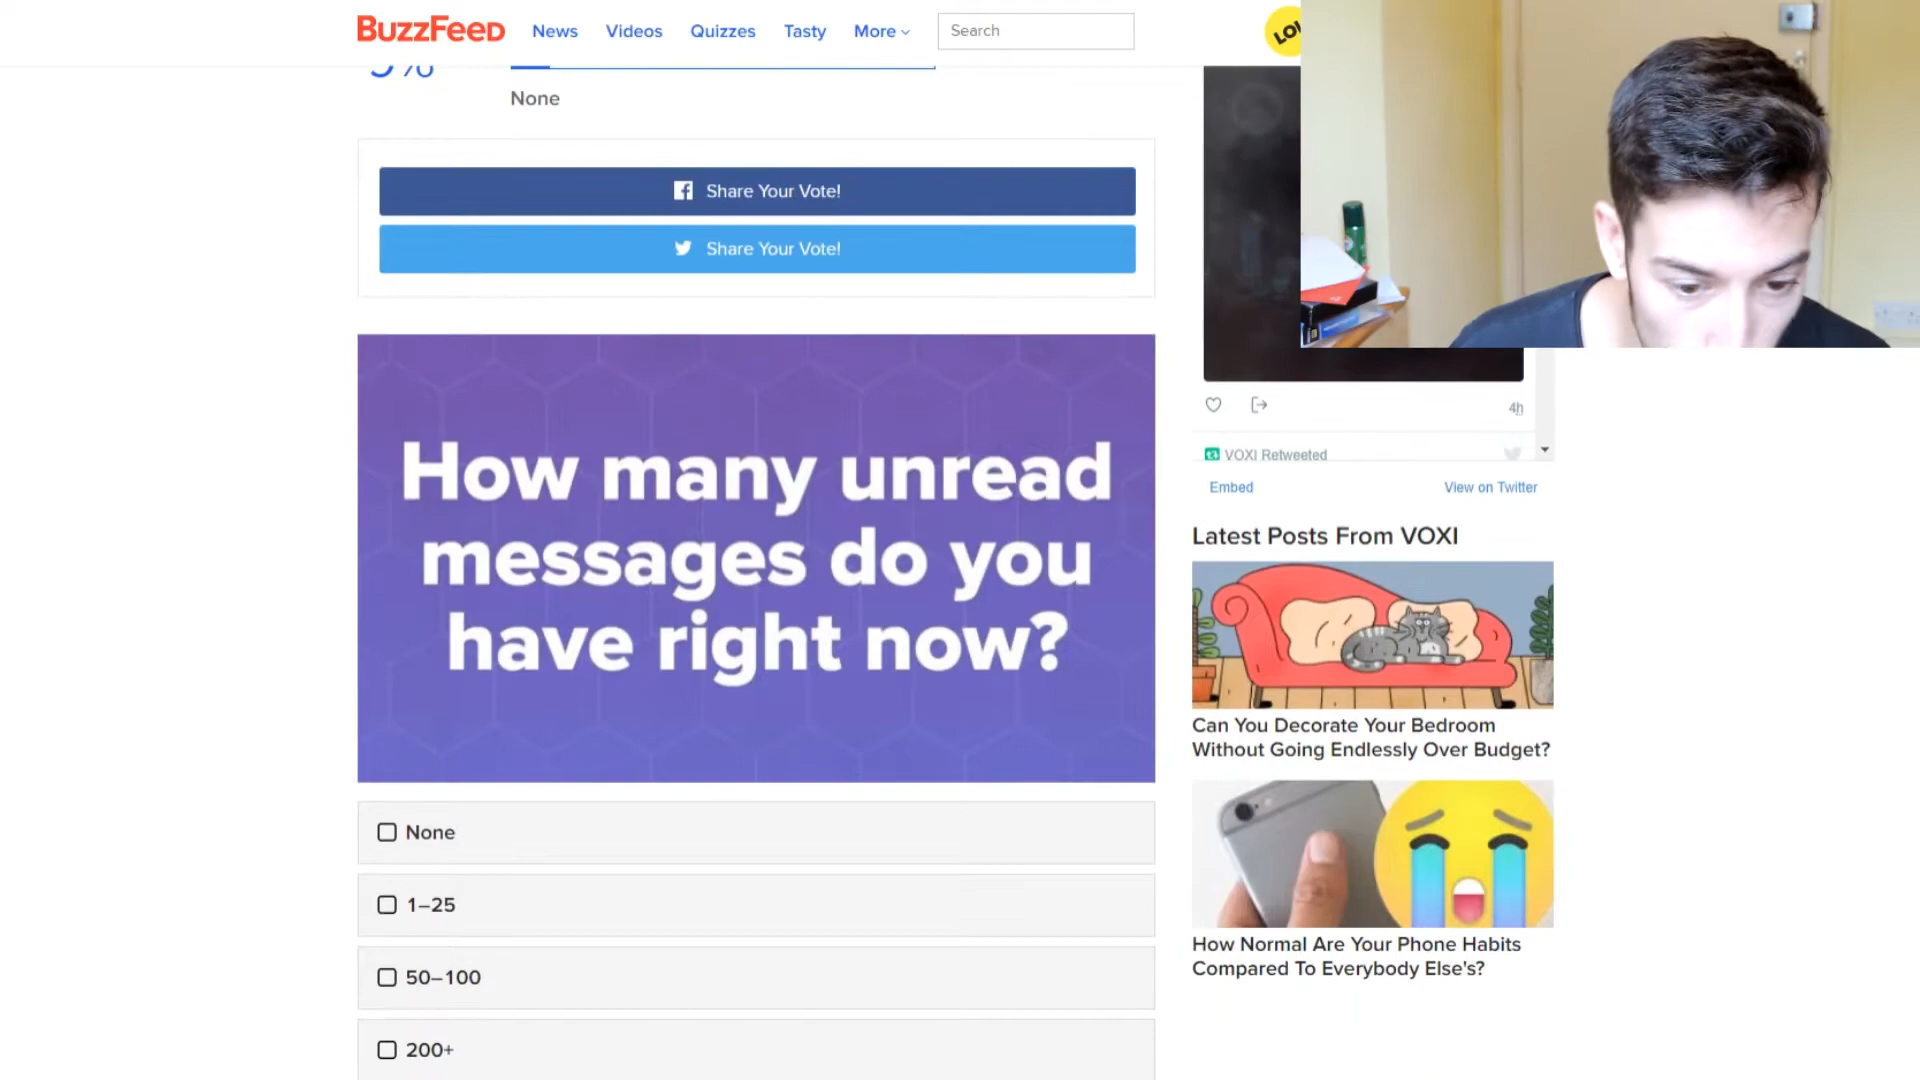 BuzzFeed
News
Videos
Quizzes
Tasty
More
Search
None
Share Your Vote!
Share Your Vote!
How many unread
messages do you
have right now?
None
1–25
50–100
200+
4h
VOXI Retweeted
Embed
View on Twitter
Latest Posts From VOXI
Can You Decorate Your Bedroom
Without Going Endlessly Over Budget?
How Normal Are Your Phone Habits
Compared To Everybody Else's?